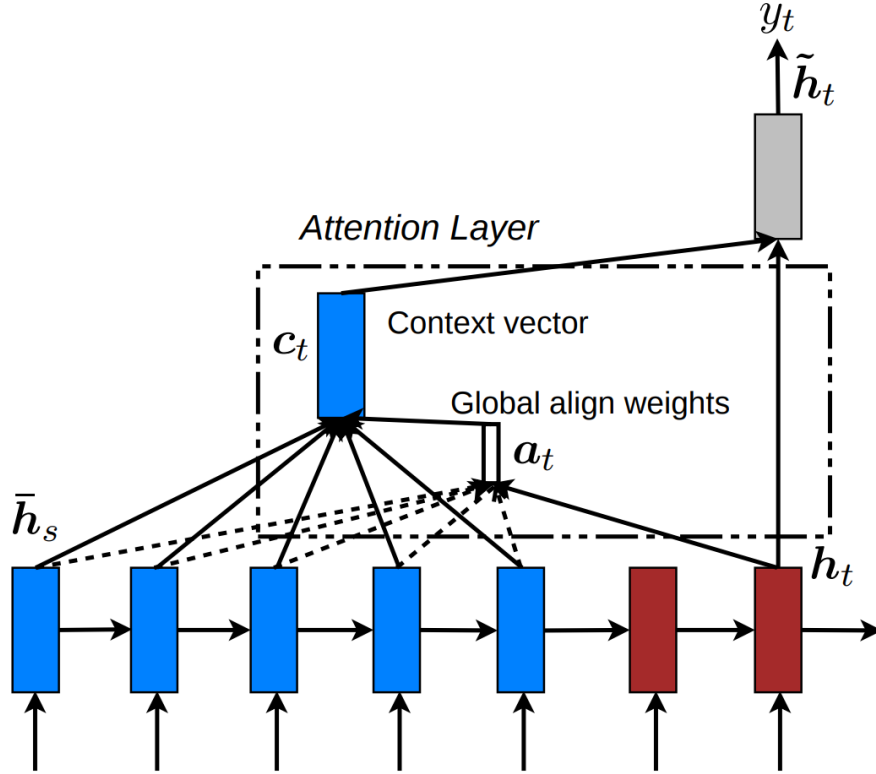 y_t
h̃_t
Attention Layer
Context vector
c_t
Global align weights
a_t
h̄_s
h_t